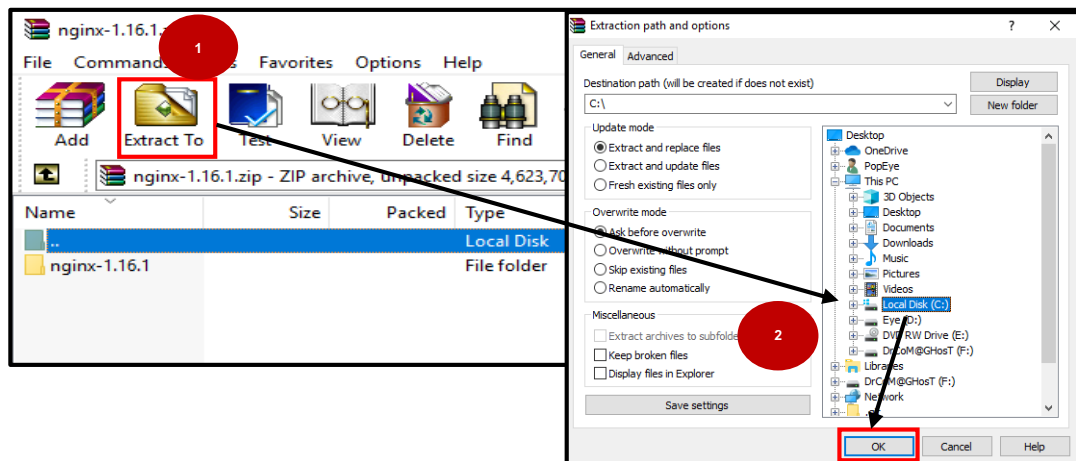 nginx-1.16.1.
1
File Command s Favorites Options Help
Add Extract To Test View Delete Find
nginx-1.16.1.zip - ZIP archive, unpacked size 4,623,70
Name Size Packed Type
.. Local Disk
nginx-1.16.1 File folder
Extraction path and options ? X
General Advanced
Destination path (will be created if does not exist)
Display
C:\
New folder
Update mode
Extract and replace files
Extract and update files
Fresh existing files only
Overwrite mode
Ask before overwrite
Overwrite without prompt
Skip existing files
Rename automatically
Miscellaneous
Extract archives to subfold
Keep broken files
Display files in Explorer
Save settings
2
Desktop
OneDrive
PopEye
This PC
3D Objects
Desktop
Documents
Downloads
Music
Pictures
Videos
Local Disk (C:)
Eye (D:)
DVD RW Drive (E:)
DrCoM@GHosT (F:)
Libraries
DrCoM@GHosT (F:)
Network
OK Cancel Help